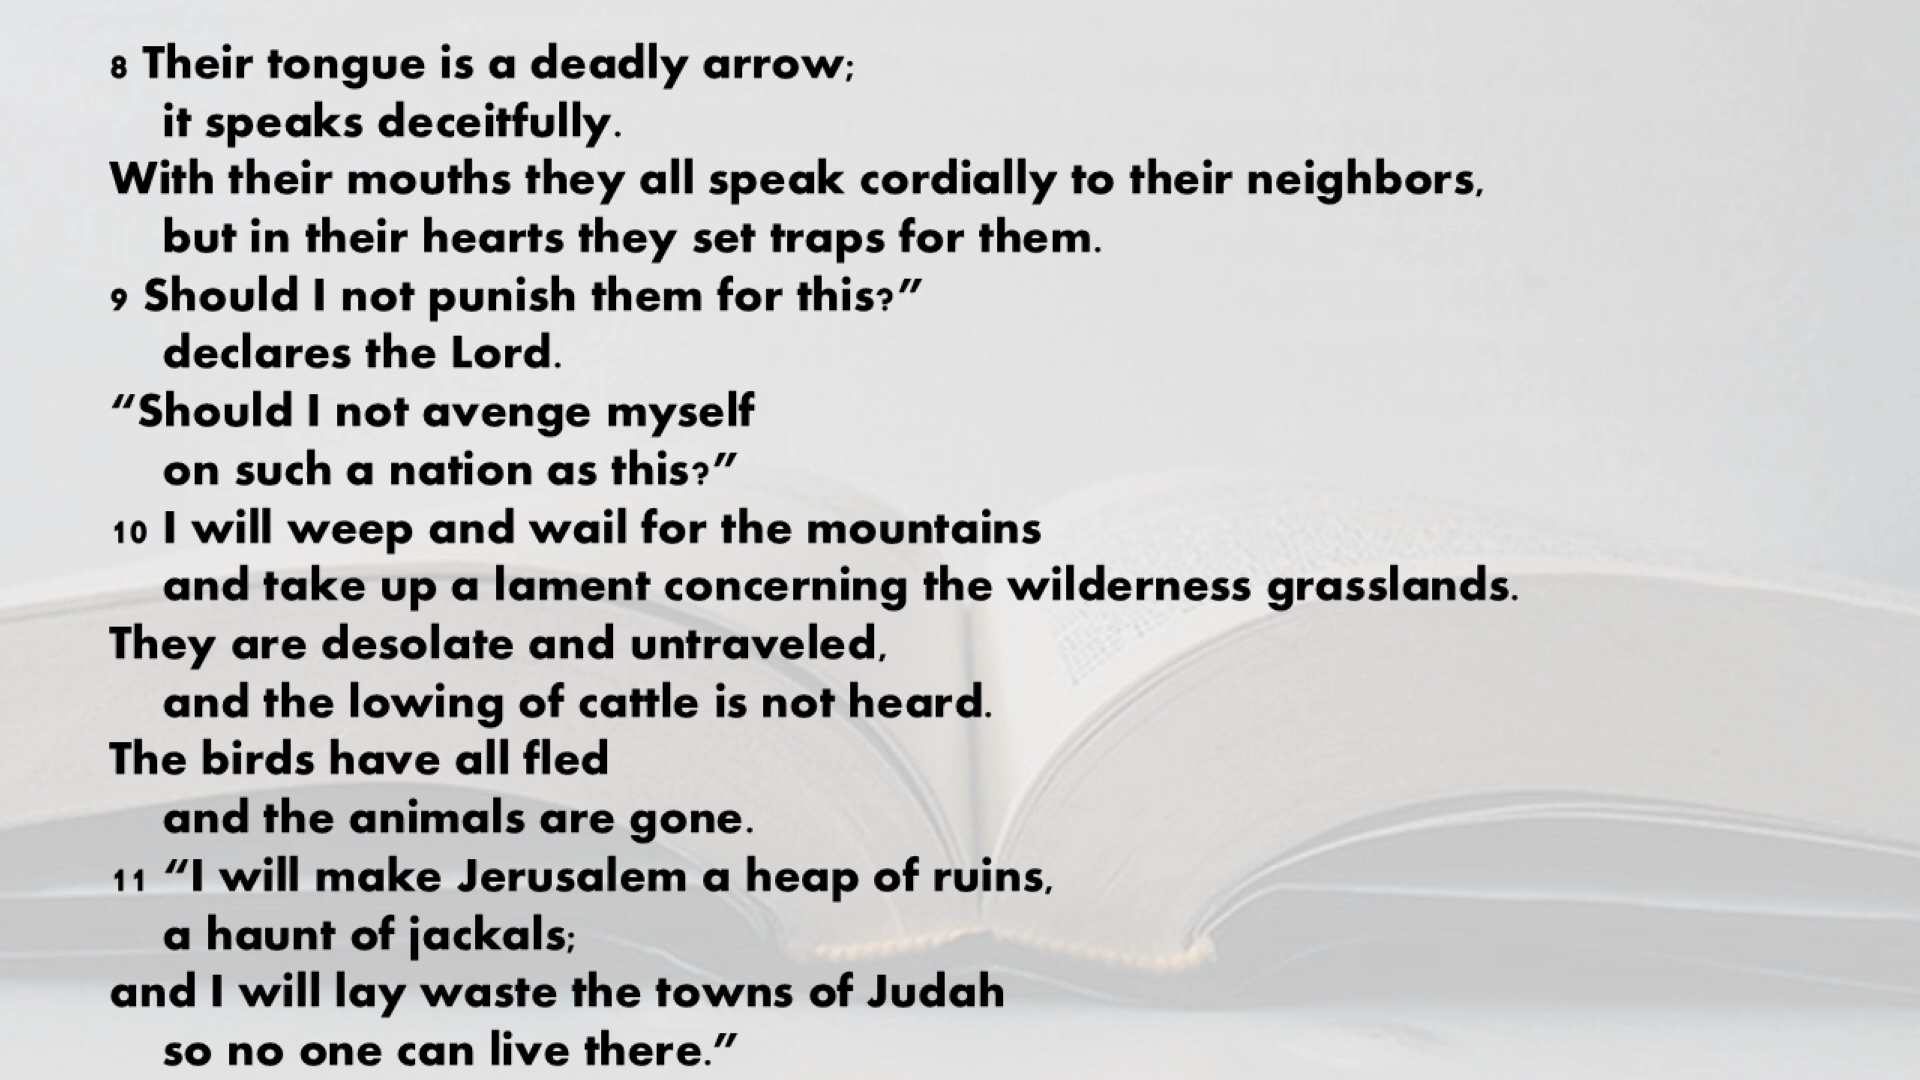 8 Their tongue is a deadly arrow;
it speaks deceitfully.
With their mouths they all speak cordially to their neighbors,
but in their hearts they set traps for them.
9 Should I not punish them for this?”
declares the Lord.
“Should I not avenge myself
on such a nation as this?”
10 I will weep and wail for the mountains
and take up a lament concerning the wilderness grasslands.
They are desolate and untraveled,
and the lowing of cattle is not heard.
The birds have all fled
and the animals are gone.
11 “I will make Jerusalem a heap of ruins,
a haunt of jackals;
and I will lay waste the towns of Judah
so no one can live there.”